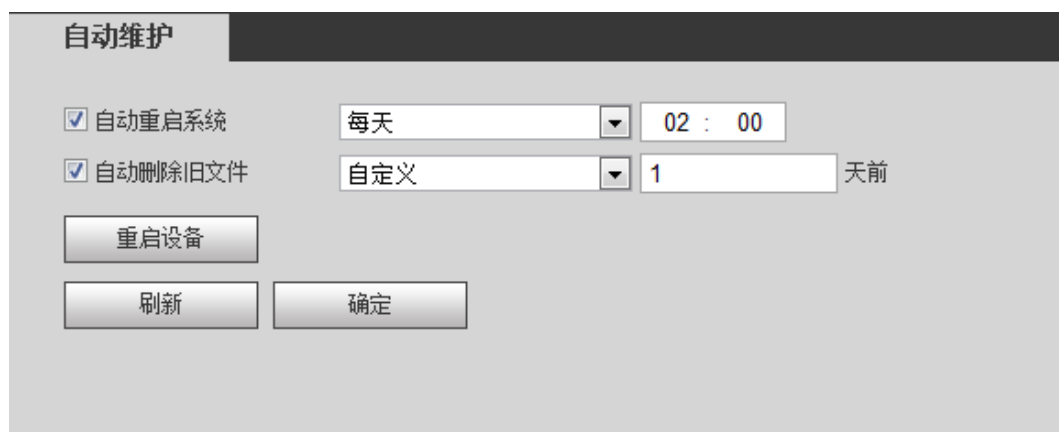 自动维护
自动重启系统 每天 02 : 00
自动删除旧文件 自定义 1 天前
重启设备
刷新 确定